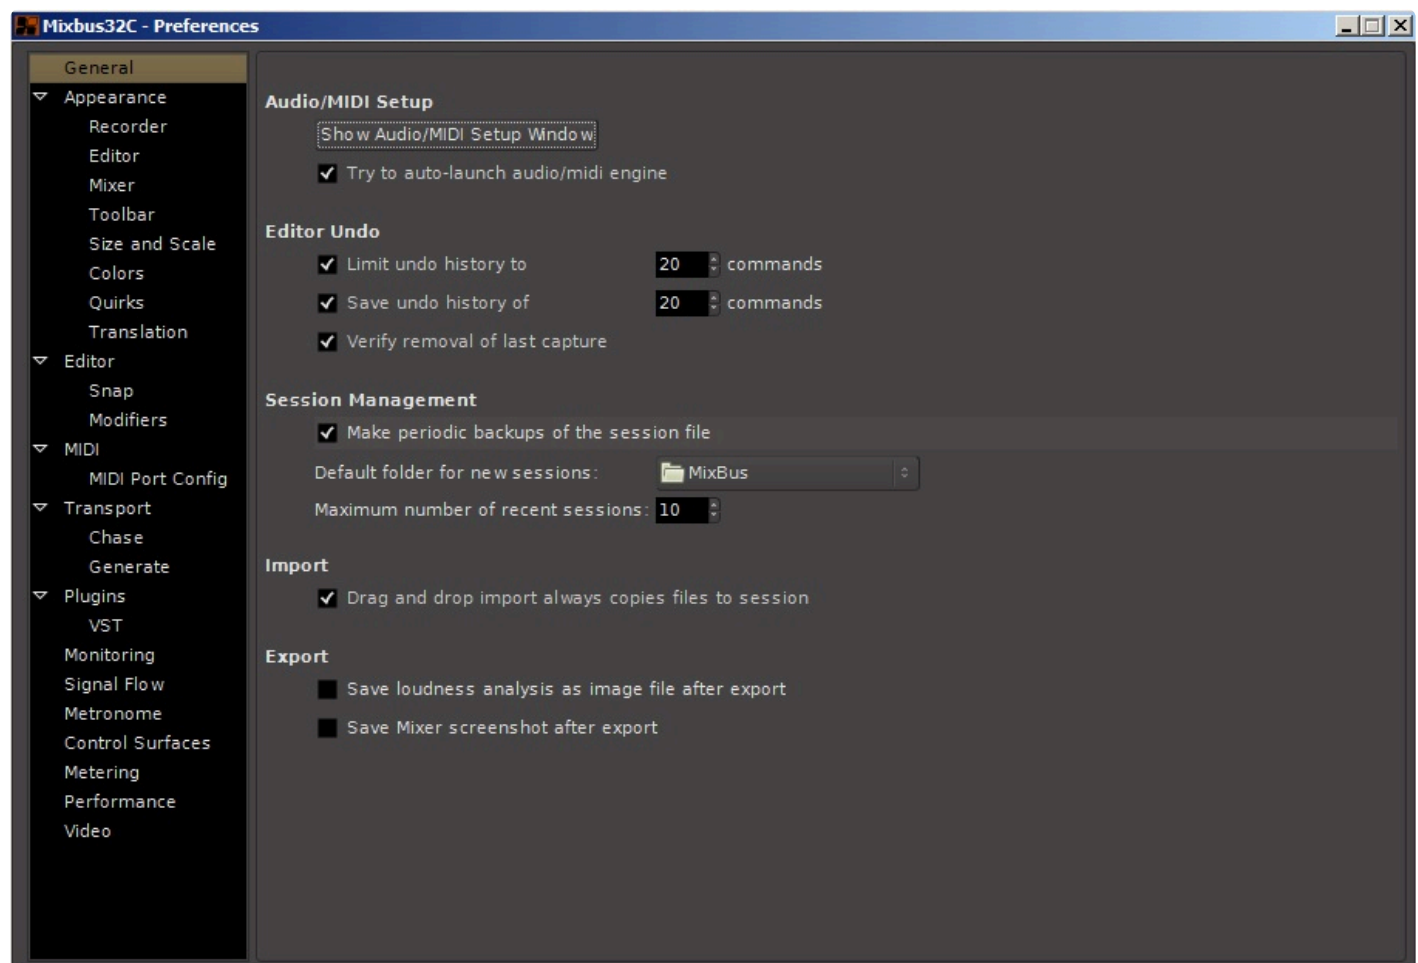 Mixbus32C - Preferences
General
Appearance
Recorder
Editor
Mixer
Toolbar
Size and Scale
Colors
Quirks
Translation
Editor
Snap
Modifiers
MIDI
MIDI Port Config
Transport
Chase
Generate
Plugins
VST
Monitoring
Signal Flow
Metronome
Control Surfaces
Metering
Performance
Video
Audio/MIDI Setup
Show Audio/MIDI Setup Window
Try to auto-launch audio/midi engine
Editor Undo
Limit undo history to 20 commands
Save undo history of 20 commands
Verify removal of last capture
Session Management
Make periodic backups of the session file
Default folder for new sessions: MixBus
Maximum number of recent sessions: 10
Import
Drag and drop import always copies files to session
Export
Save loudness analysis as image file after export
Save Mixer screenshot after export